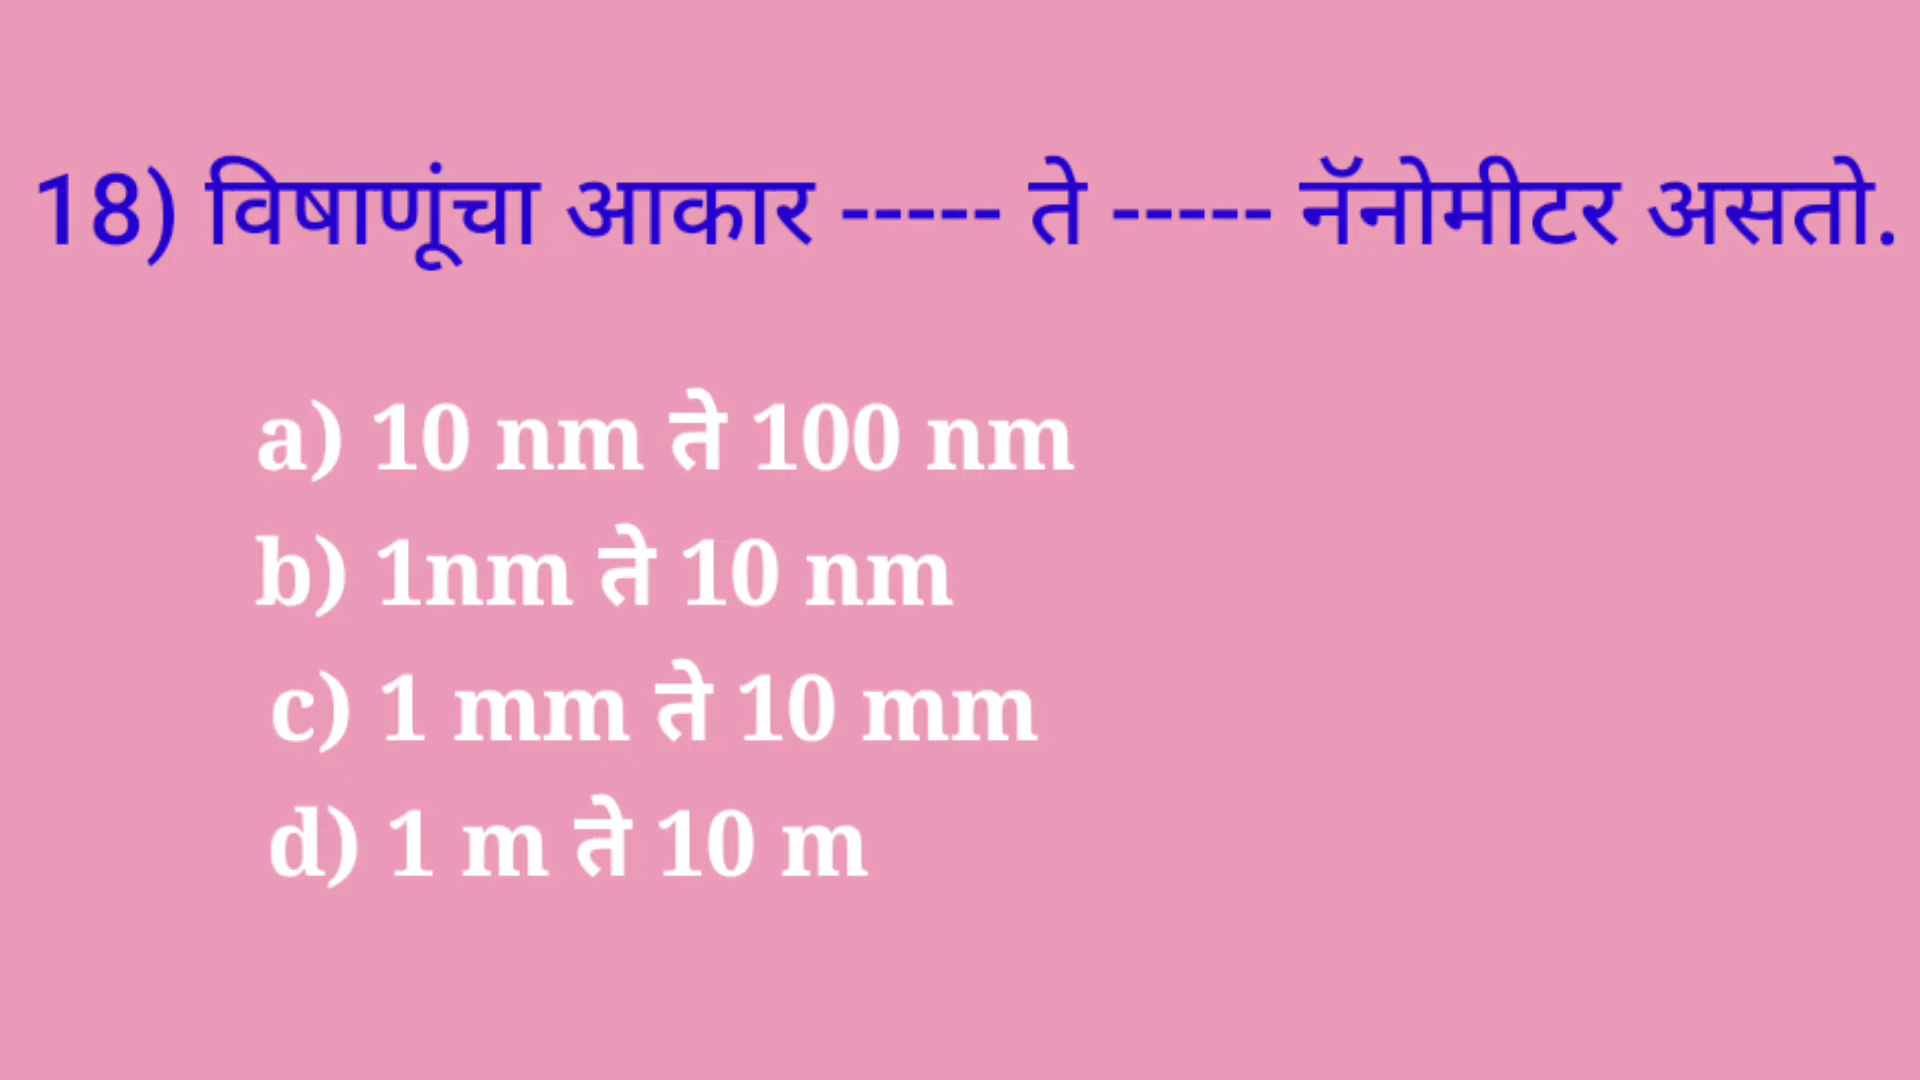 18) विषाणूंचा आकार ----- ते ----- नॅनोमीटर असतो.
a) 10 nm ते 100 nm
b) 1nm ते 10 nm
c) 1 mm ते 10 mm
d) 1 m ते 10 m